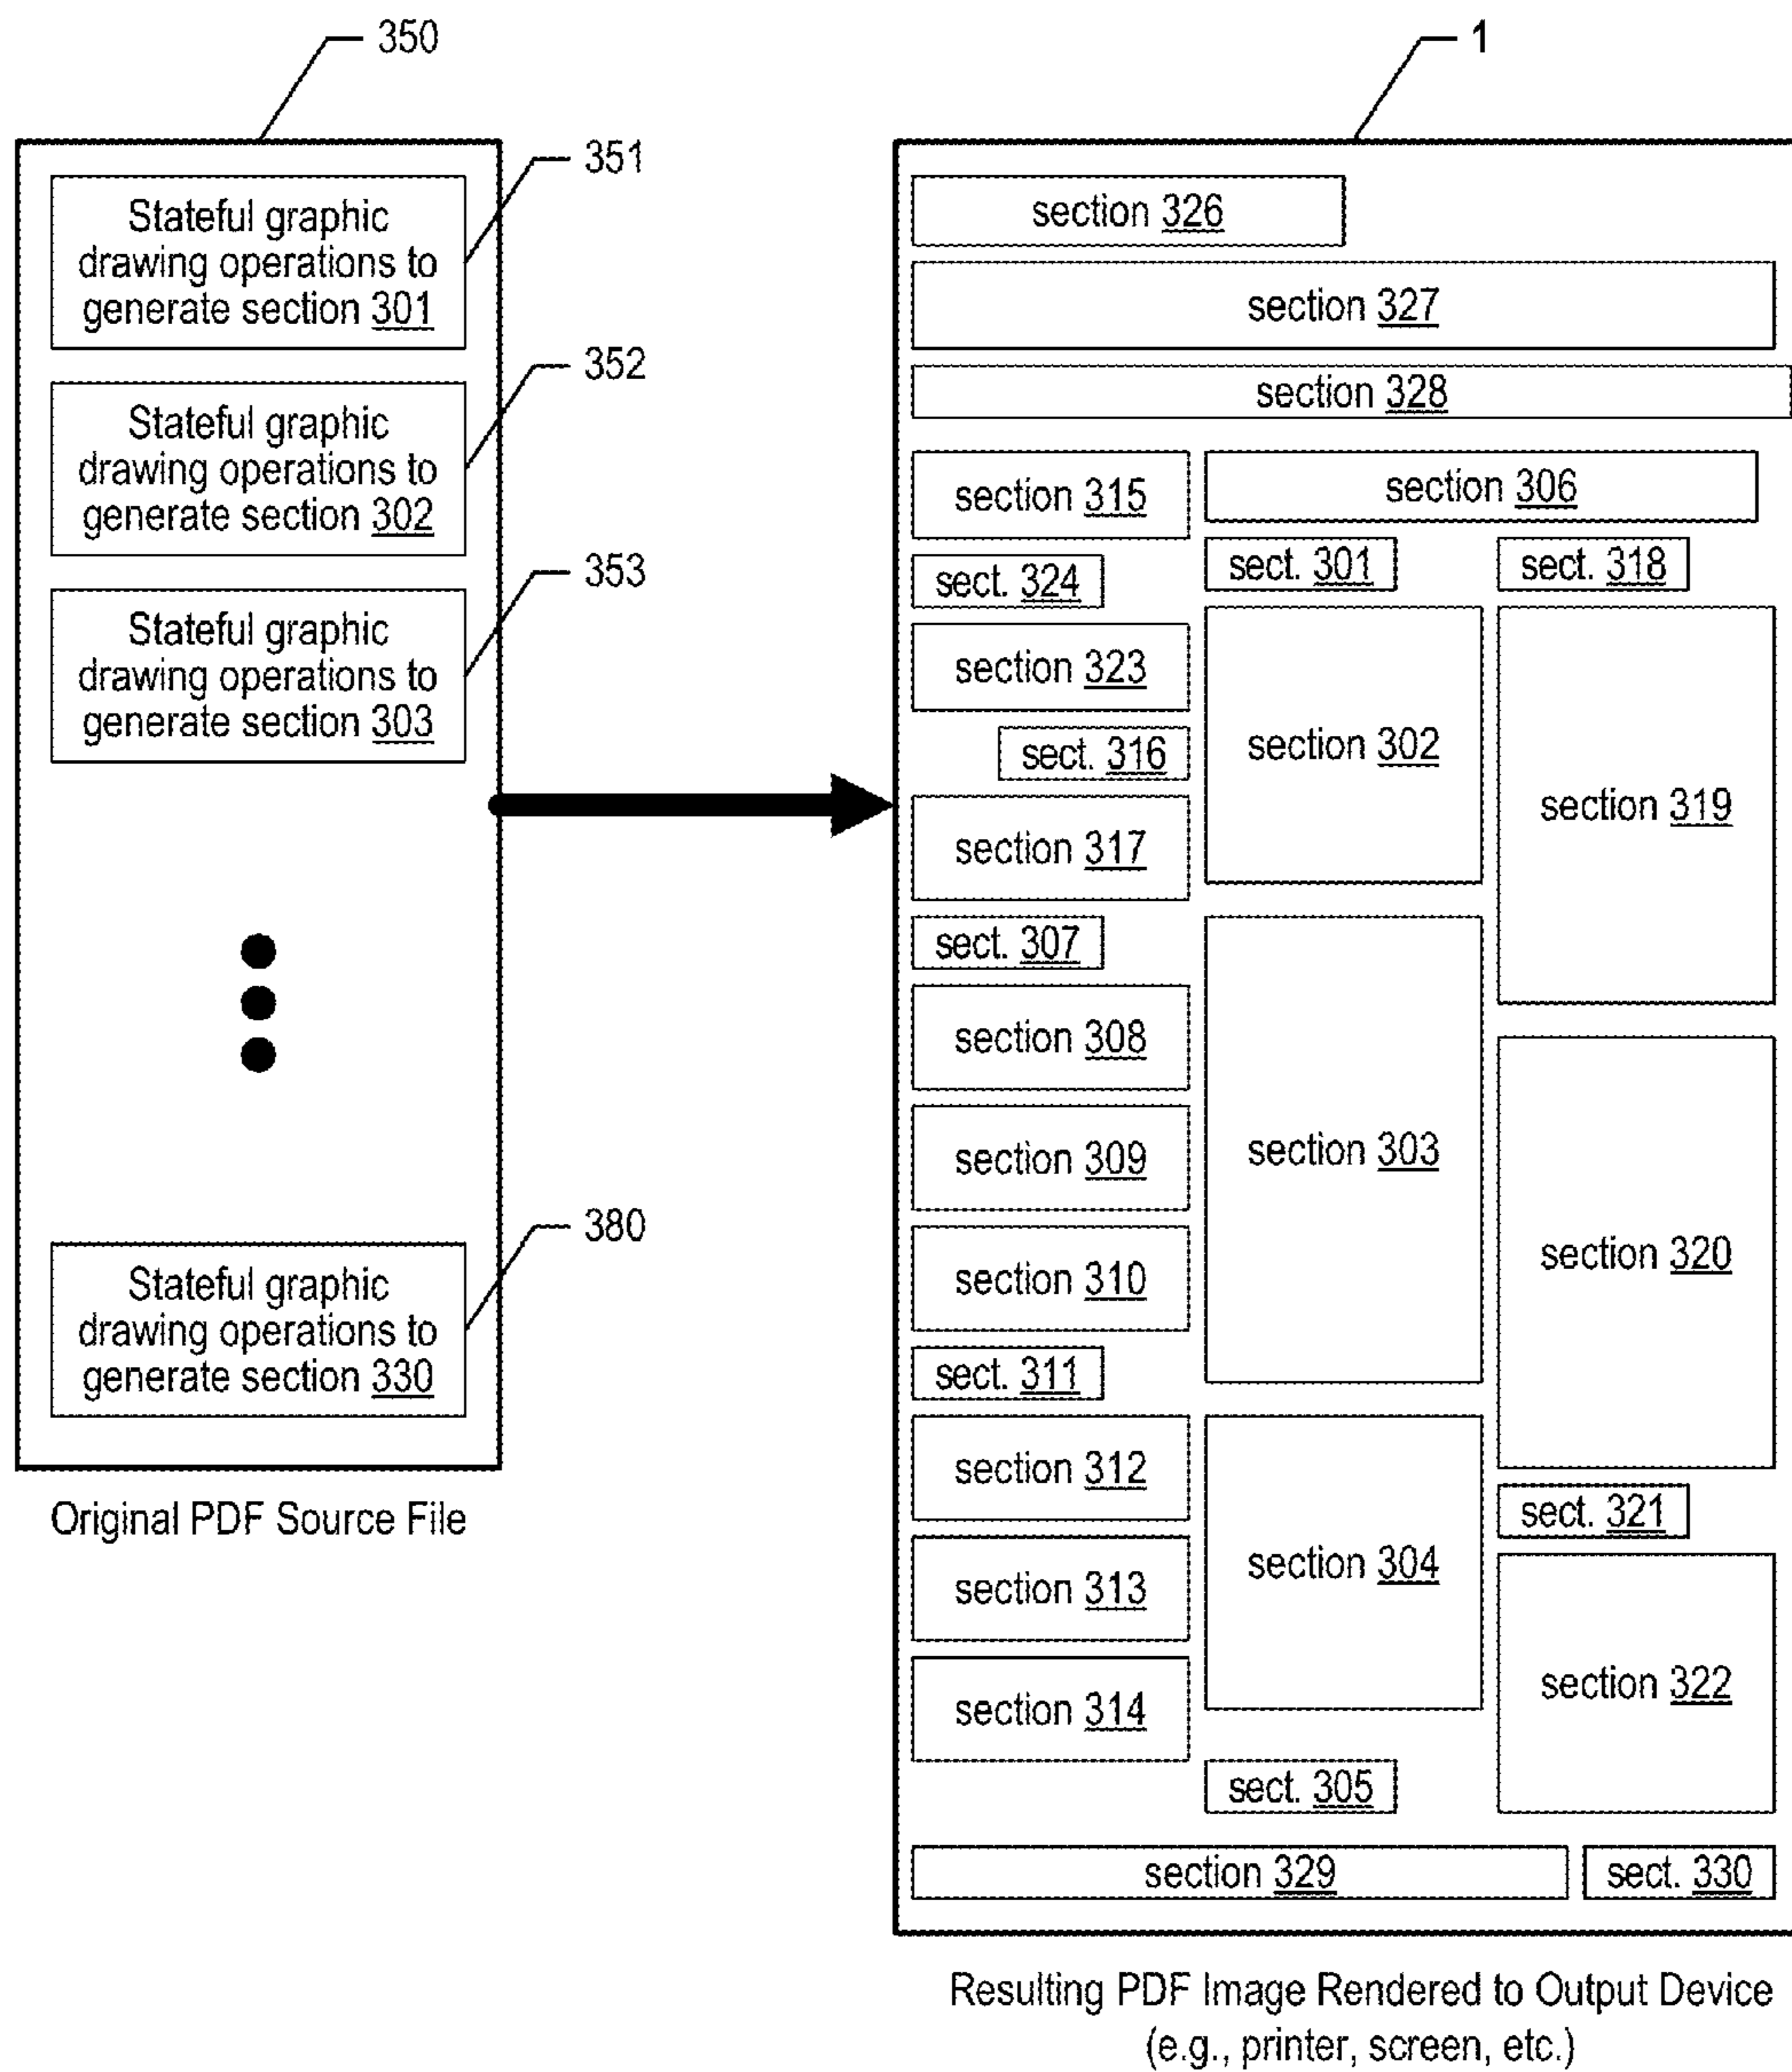 350
351
Stateful graphic
drawing operations to
generate section 301
352
Stateful graphic
drawing operations to
generate section 302
353
Stateful graphic
drawing operations to
generate section 303
380
Stateful graphic
drawing operations to
generate section 330
Original PDF Source File
1
section 326
section 327
section 328
section 315
sect. 324
section 323
sect. 316
section 317
sect. 307
section 308
section 309
section 310
sect. 311
section 312
section 313
section 314
section 306
sect. 301
section 302
section 303
section 304
sect. 305
sect. 318
section 319
section 320
sect. 321
section 322
section 329
sect. 330
Resulting PDF Image Rendered to Output Device
(e.g., printer, screen, etc.)